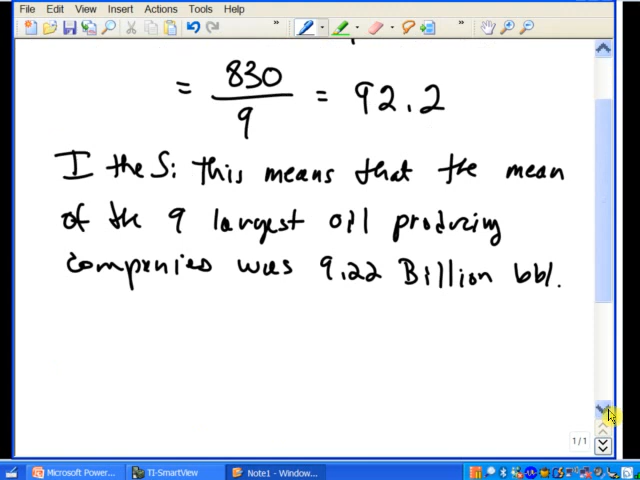 File Edit View Insert Actions Tools Help
= 830/9 = 92.2
I the S: This means that the mean
of the 9 largest oil producing
companies was 9.22 Billion bbl.
1/1
Microsoft Power... TI-SmartView Note1 - Window...